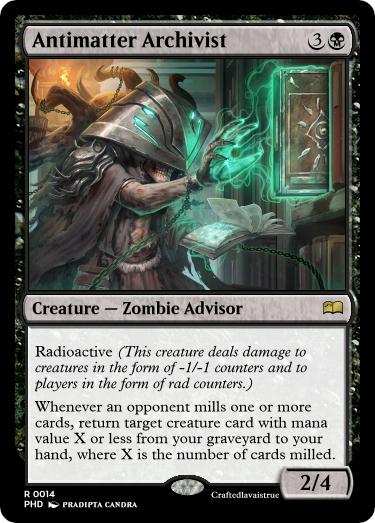 Antimatter Archivist 3
Creature — Zombie Advisor
Radioactive (This creature deals damage to
creatures in the form of -1/-1 counters and to
players in the form of rad counters.)
Whenever an opponent mills one or more
cards, return target creature card with mana
value X or less from your graveyard to your
hand, where X is the number of cards milled.
2/4
R 0014
PHD PRADIPTA CANDRA
Craftedlavaistrue